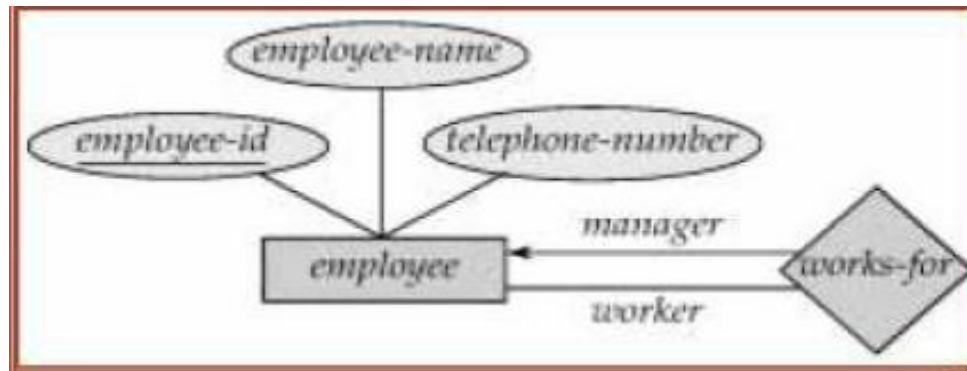 employee-name
employee-id
telephone-number
manager
employee
works-for
worker